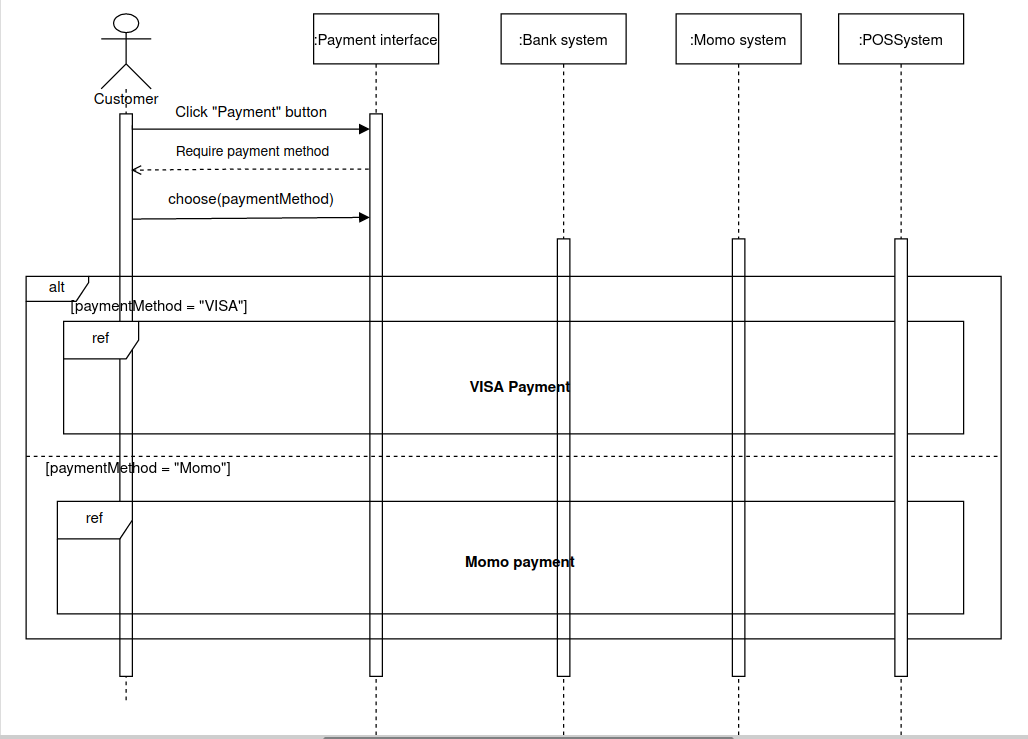 :Payment interface
:Bank system
:Momo system
:POSSystem
Customer
Click "Payment" button
Require payment method
choose(paymentMethod)
alt
[paymentMethod = "VISA"]
ref
VISA Payment
[paymentMethod = "Momo"]
ref
Momo payment